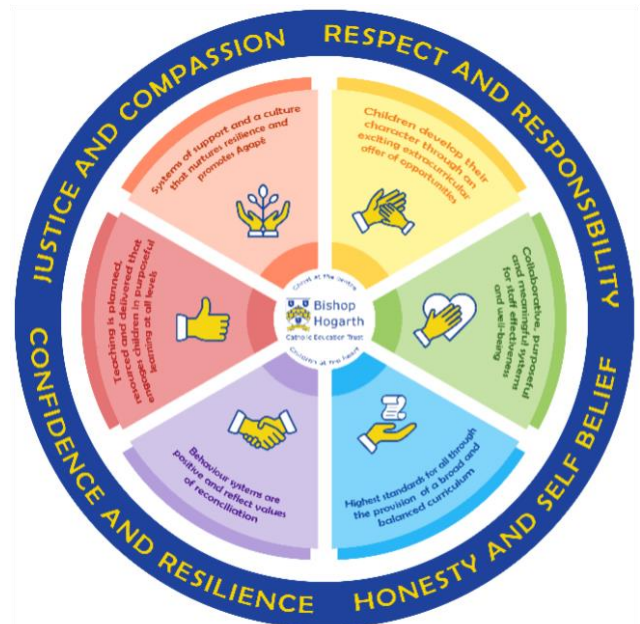 JUSTICE AND COMPASSION
RESPECT AND RESPONSIBILITY
HONESTY AND SELF BELIEF
CONFIDENCE AND RESILIENCE
Systems of support and a culture
that nurtures resilience and
promotes Agapé
Children develop their
character through an
exciting extracurricular
offer of opportunities
Collaborative, purposeful
and meaningful systems
for staff effectiveness
and well-being
Highest standards for all through
the provision of a broad and
balanced curriculum
Behaviour systems are
positive and reflect values
of reconciliation
Teaching is planned,
resourced and delivered that
engages children in purposeful
learning at all levels
Christ at the centre
Bishop
Hogarth
Catholic Education Trust
Children at the heart